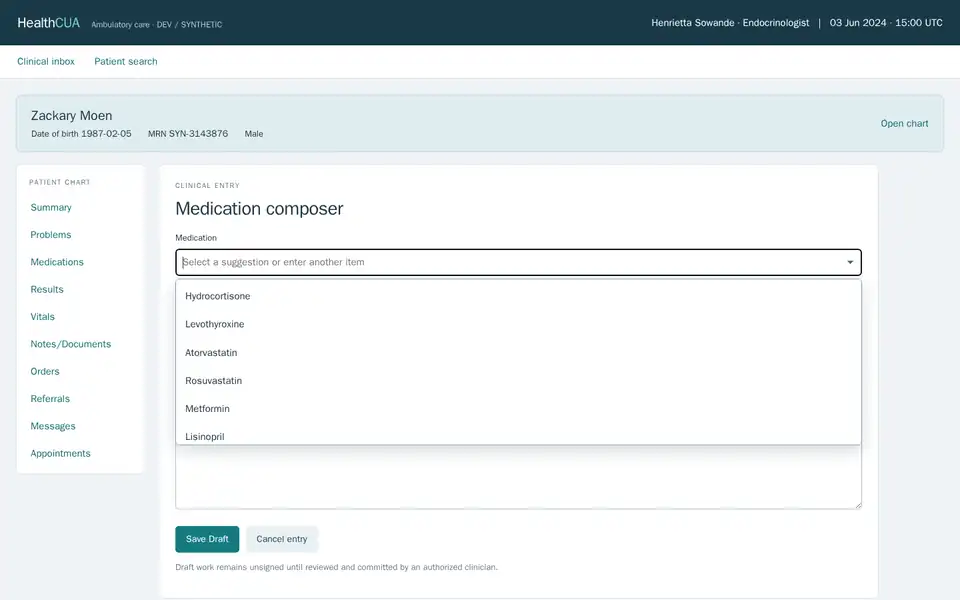 HealthCUA Ambulatory care · DEV / SYNTHETIC Henrietta Sowande · Endocrinologist | 03 Jun 2024 · 15:00 UTC
Clinical inbox Patient search
Zackary Moen
Date of birth 1987-02-05 MRN SYN-3143876 Male
Open chart
PATIENT CHART
Summary
Problems
Medications
Results
Vitals
Notes/Documents
Orders
Referrals
Messages
Appointments
CLINICAL ENTRY
Medication composer
Medication
Select a suggestion or enter another item
Hydrocortisone
Levothyroxine
Atorvastatin
Rosuvastatin
Metformin
Lisinopril
Save Draft Cancel entry
Draft work remains unsigned until reviewed and committed by an authorized clinician.